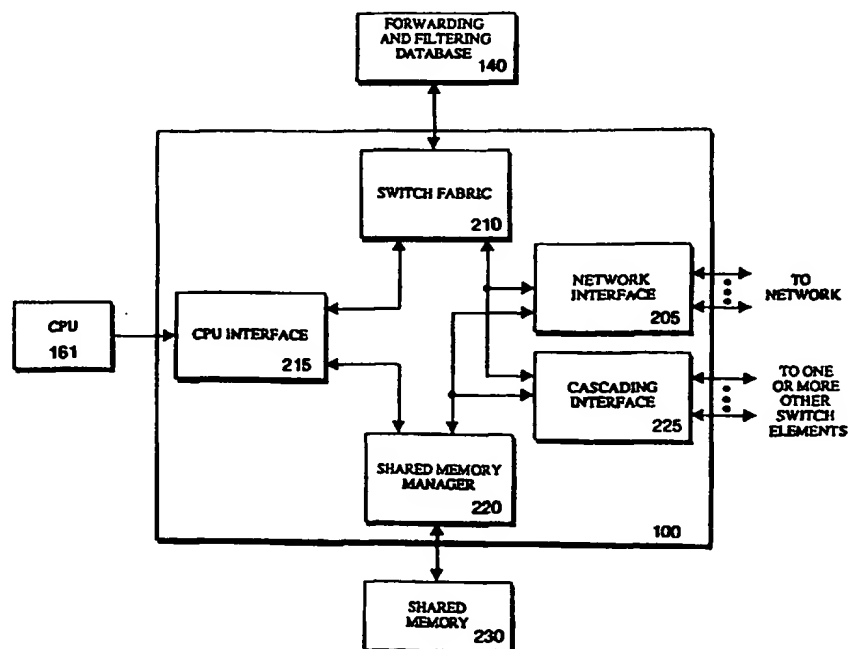 FORWARDING
AND FILTERING
DATABASE
140
SWITCH FABRIC
210
NETWORK
INTERFACE
205
TO
NETWORK
CPU
161
CPU INTERFACE
215
CASCADING
INTERFACE
225
TO ONE
OR MORE
OTHER
SWITCH
ELEMENTS
SHARED MEMORY
MANAGER
220
100
SHARED
MEMORY
230